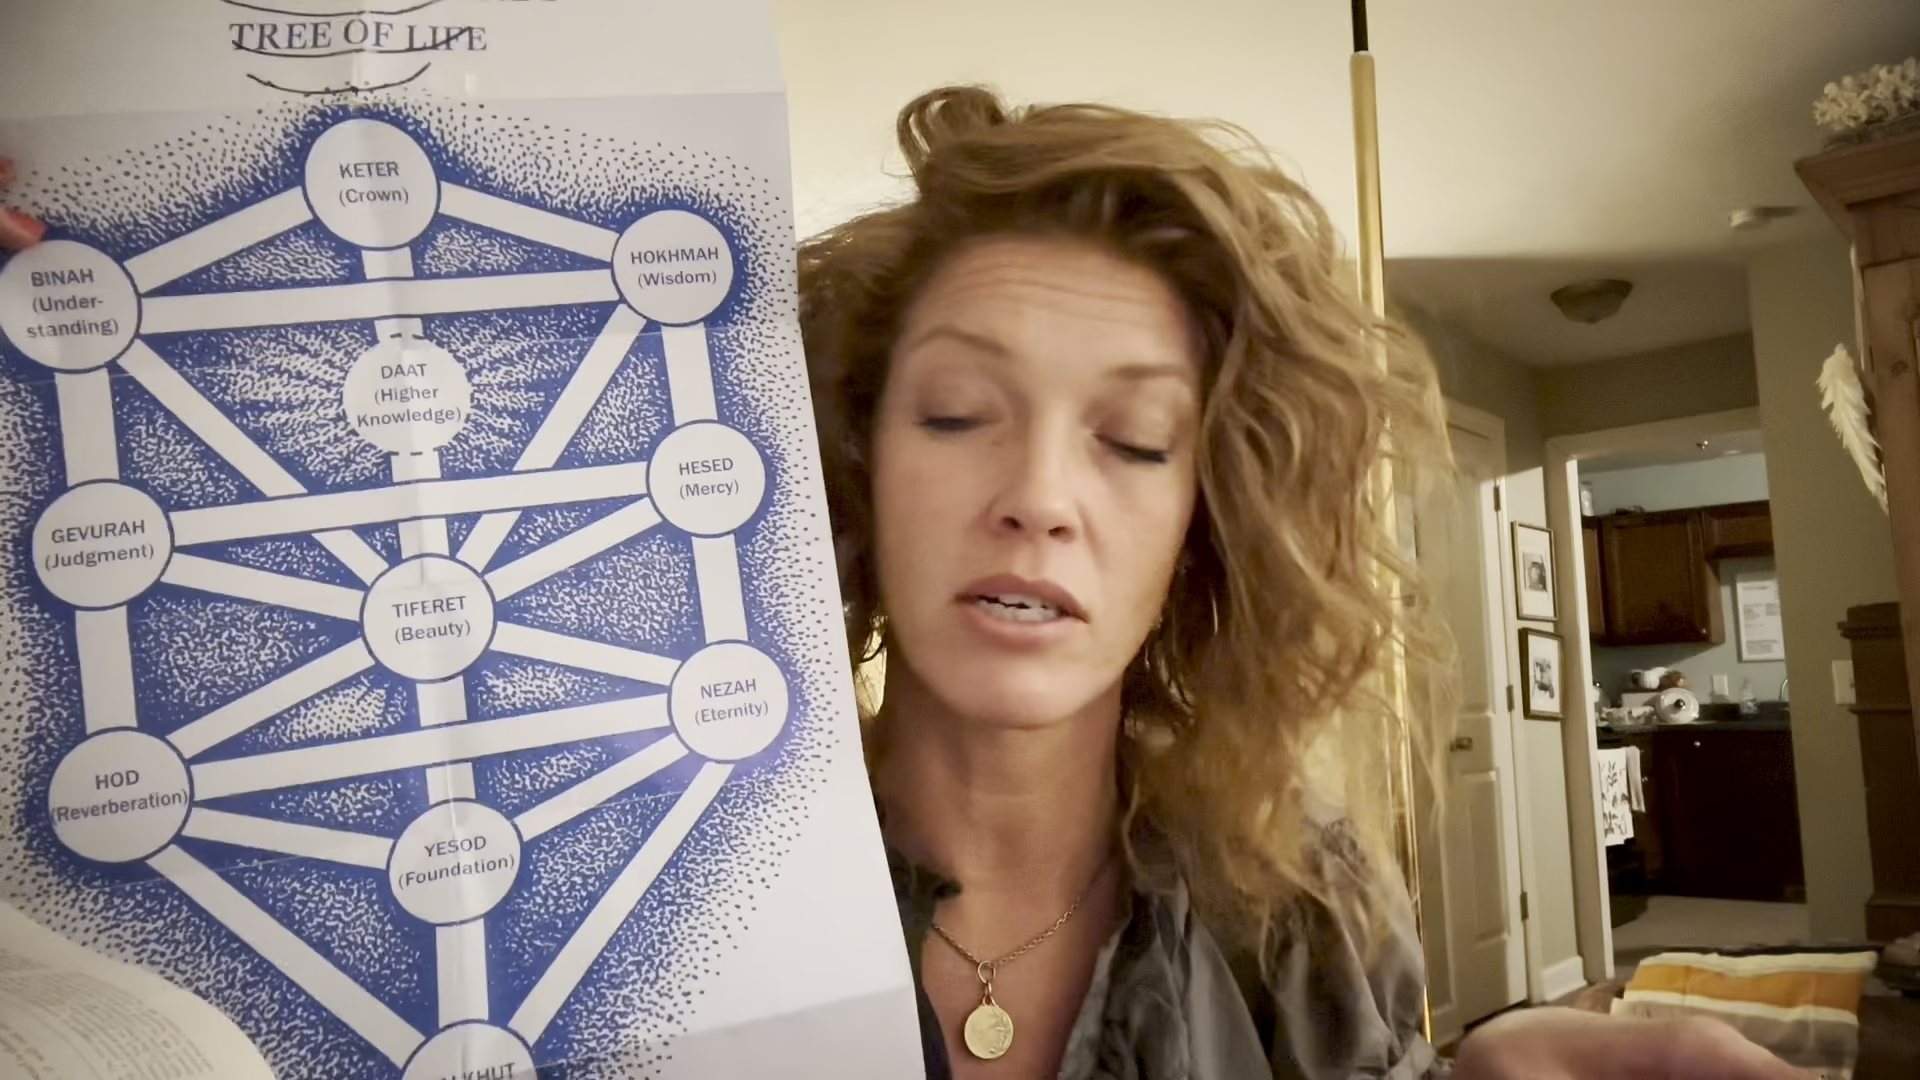 TREE OF LIFE
KETER
(Crown)
BINAH
(Under-
standing)
HOKHMAH
(Wisdom)
DAAT
(Higher
Knowledge)
HESED
(Mercy)
GEVURAH
(Judgment)
TIFERET
(Beauty)
NEZAH
(Eternity)
HOD
(Reverberation)
YESOD
(Foundation)